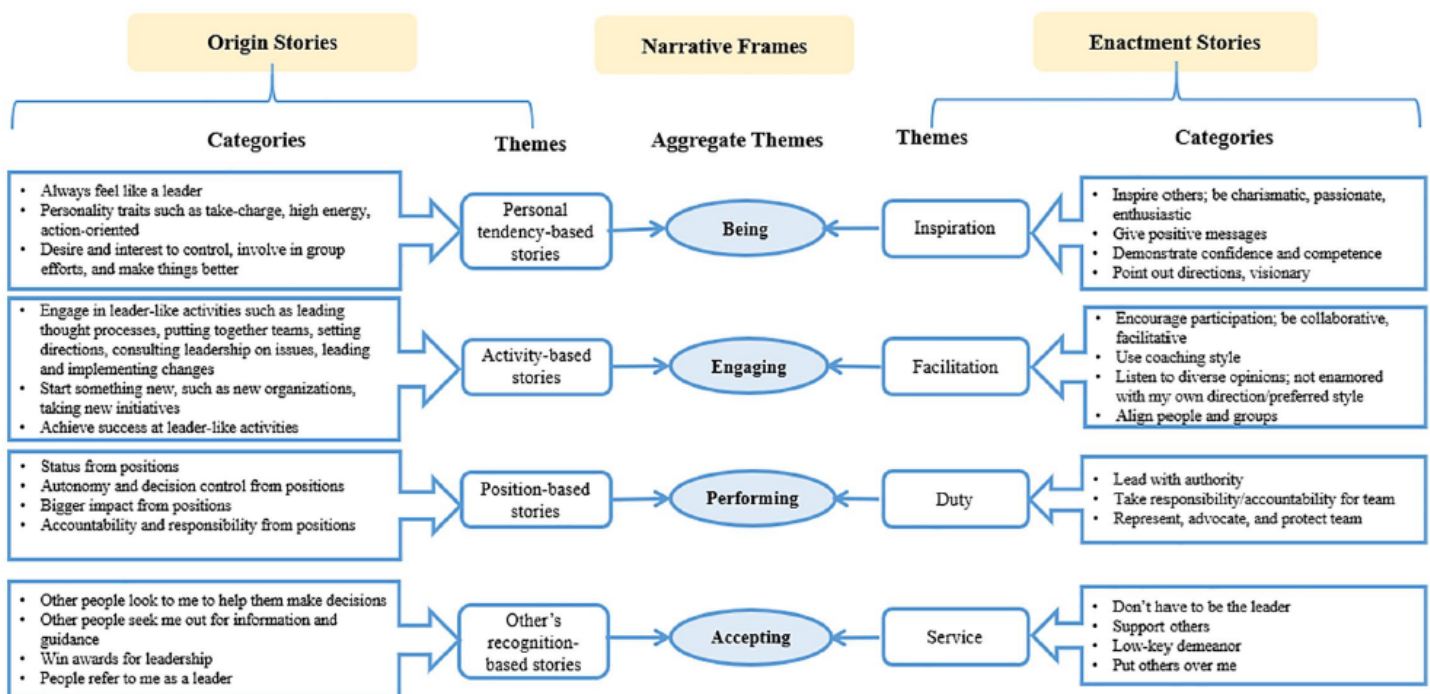 Origin Stories
Narrative Frames
Enactment Stories
Categories
Themes
Aggregate Themes
Themes
Categories
• Always feel like a leader
• Personality traits such as take-charge, high energy,
action-oriented
• Desire and interest to control, involve in group
efforts, and make things better
Personal
tendency-based
stories
Being
Inspiration
• Inspire others; be charismatic, passionate,
enthusiastic
• Give positive messages
• Demonstrate confidence and competence
• Point out directions, visionary
• Engage in leader-like activities such as leading
thought processes, putting together teams, setting
directions, consulting leadership on issues, leading
and implementing changes
• Start something new, such as new organizations,
taking new initiatives
• Achieve success at leader-like activities
Activity-based
stories
Engaging
Facilitation
• Encourage participation; be collaborative,
facilitative
• Use coaching style
• Listen to diverse opinions; not enamored
with my own direction/preferred style
• Align people and groups
• Status from positions
• Autonomy and decision control from positions
• Bigger impact from positions
• Accountability and responsibility from positions
Position-based
stories
Performing
Duty
• Lead with authority
• Take responsibility/accountability for team
• Represent, advocate, and protect team
• Other people look to me to help them make decisions
• Other people seek me out for information and
guidance
• Win awards for leadership
• People refer to me as a leader
Other's
recognition-
based stories
Accepting
Service
• Don't have to be the leader
• Support others
• Low-key demeanor
• Put others over me